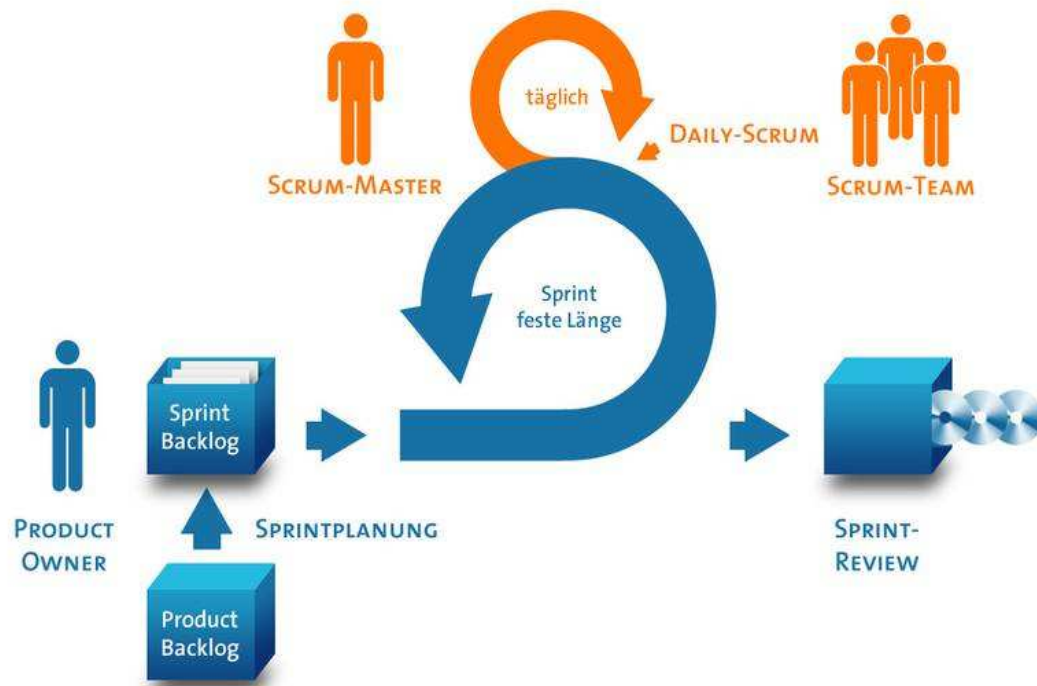 täglich
Daily-Scrum
Scrum-Master
Scrum-Team
Sprint
feste Länge
Sprint
Backlog
Product
Owner
Sprintplanung
Sprint-
Review
Product
Backlog